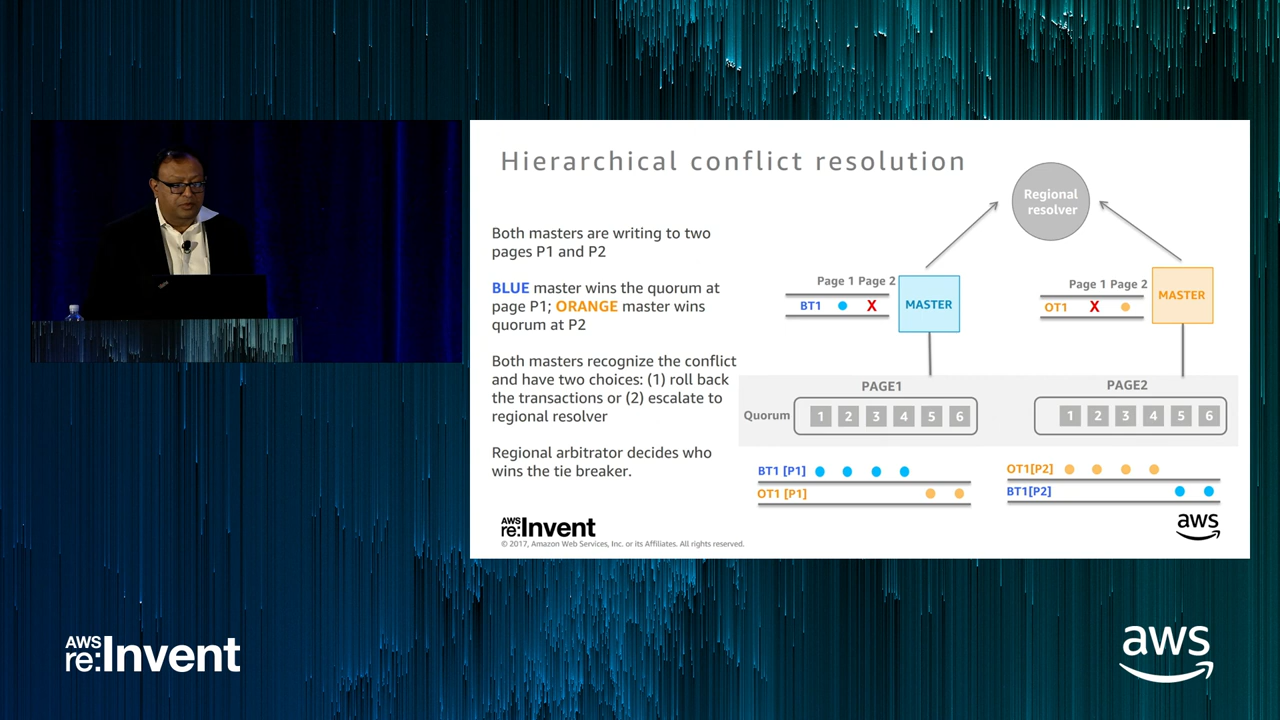 Hierarchical conflict resolution
Regional
resolver
Both masters are writing to two
pages P1 and P2
BLUE master wins the quorum at
page P1; ORANGE master wins
quorum at P2
Both masters recognize the conflict
and have two choices: (1) roll back
the transactions or (2) escalate to
regional resolver
Regional arbitrator decides who
wins the tie breaker.
Page 1 Page 2
BT1 X
MASTER
Page 1 Page 2
OT1 X
MASTER
PAGE1
Quorum 1 2 3 4 5 6
PAGE2
1 2 3 4 5 6
BT1 [P1]
OT1 [P1]
OT1[P2]
BT1[P2]
AWS
re:Invent
© 2017, Amazon Web Services, Inc. or its Affiliates. All rights reserved.
aws
AWS
re:Invent
aws